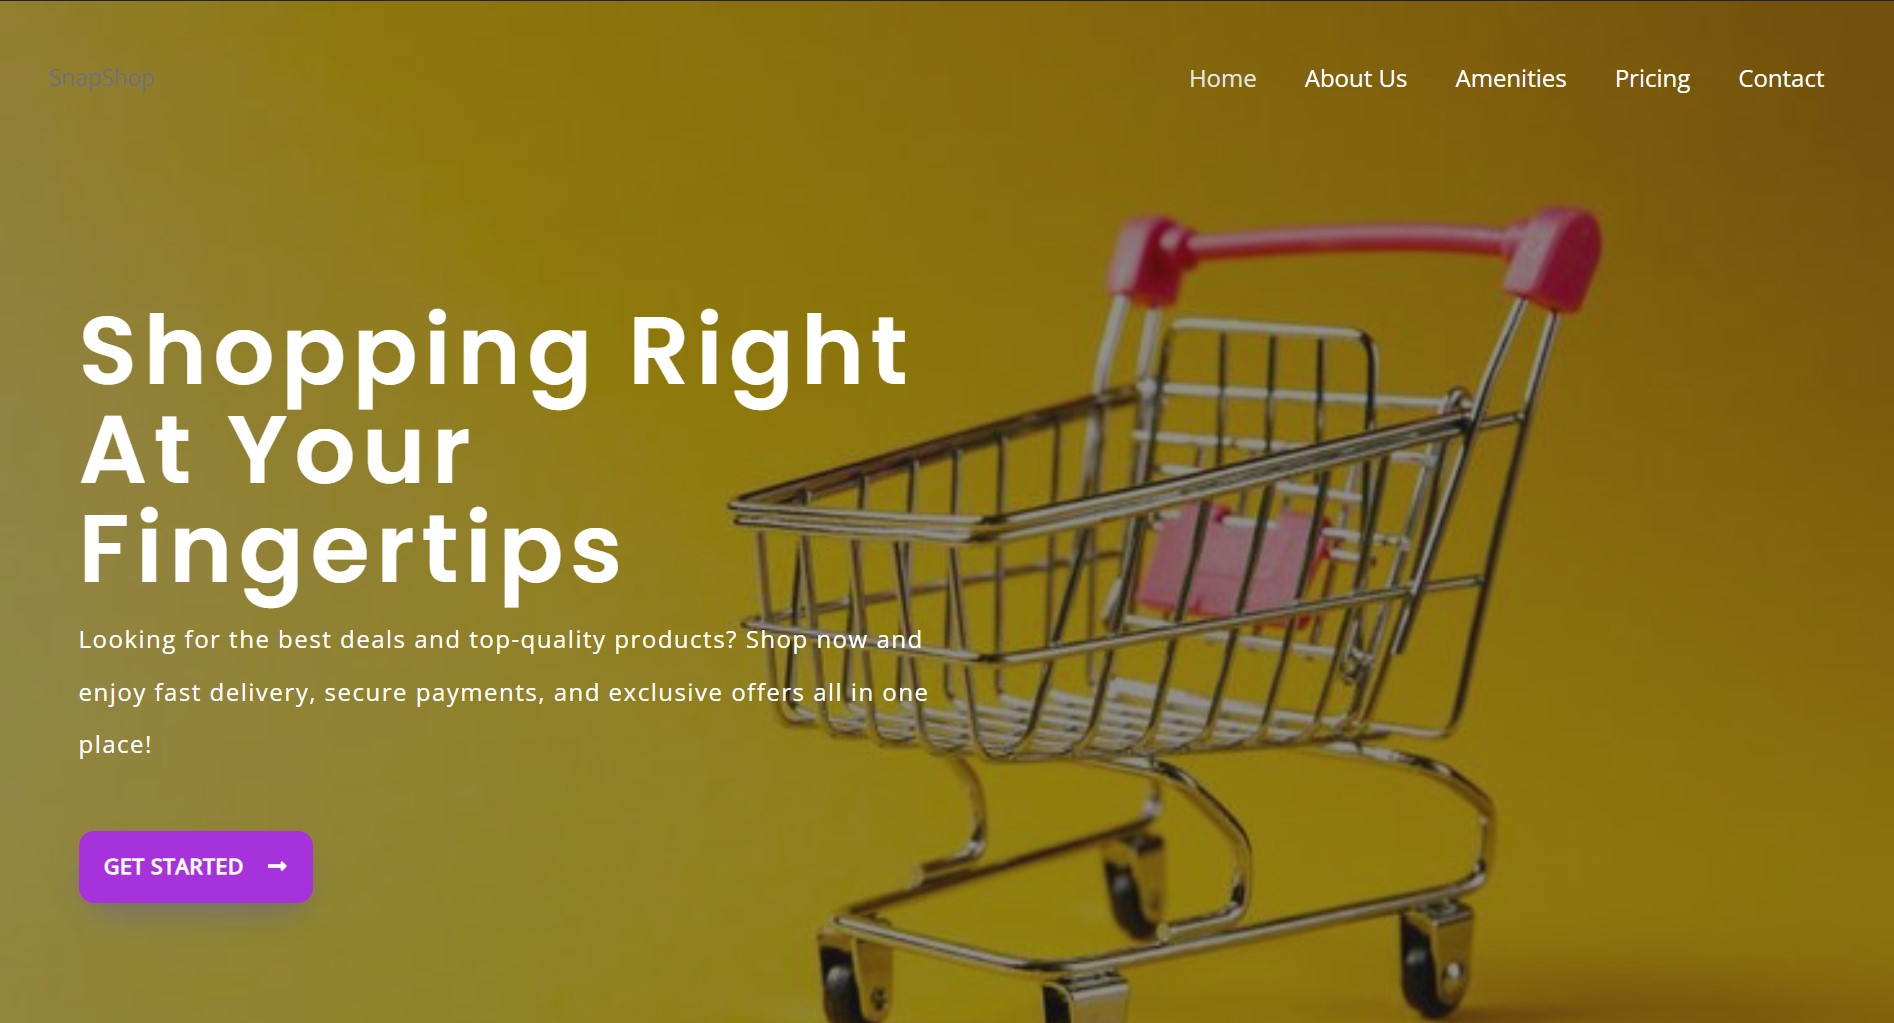 SnapShop
Home About Us Amenities Pricing Contact
Shopping Right
At Your
Fingertips
Looking for the best deals and top-quality products? Shop now and
enjoy fast delivery, secure payments, and exclusive offers all in one
place!
GET STARTED